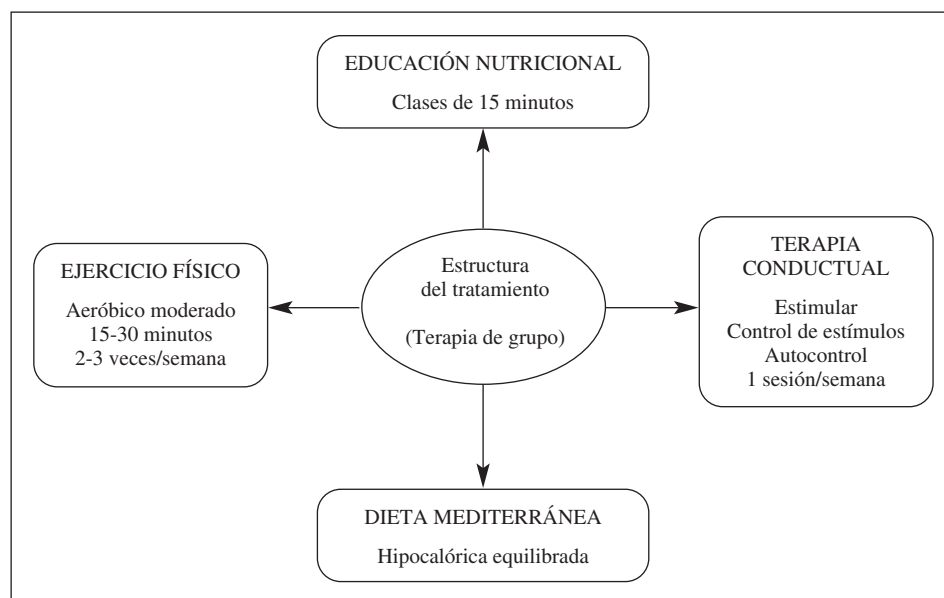 EDUCACIÓN NUTRICIONAL
Clases de 15 minutos
EJERCICIO FÍSICO
Aeróbico moderado
15-30 minutos
2-3 veces/semana
Estructura
del tratamiento
(Terapia de grupo)
TERAPIA
CONDUCTUAL
Estimular
Control de estímulos
Autocontrol
1 sesión/semana
DIETA MEDITERRÁNEA
Hipocalórica equilibrada